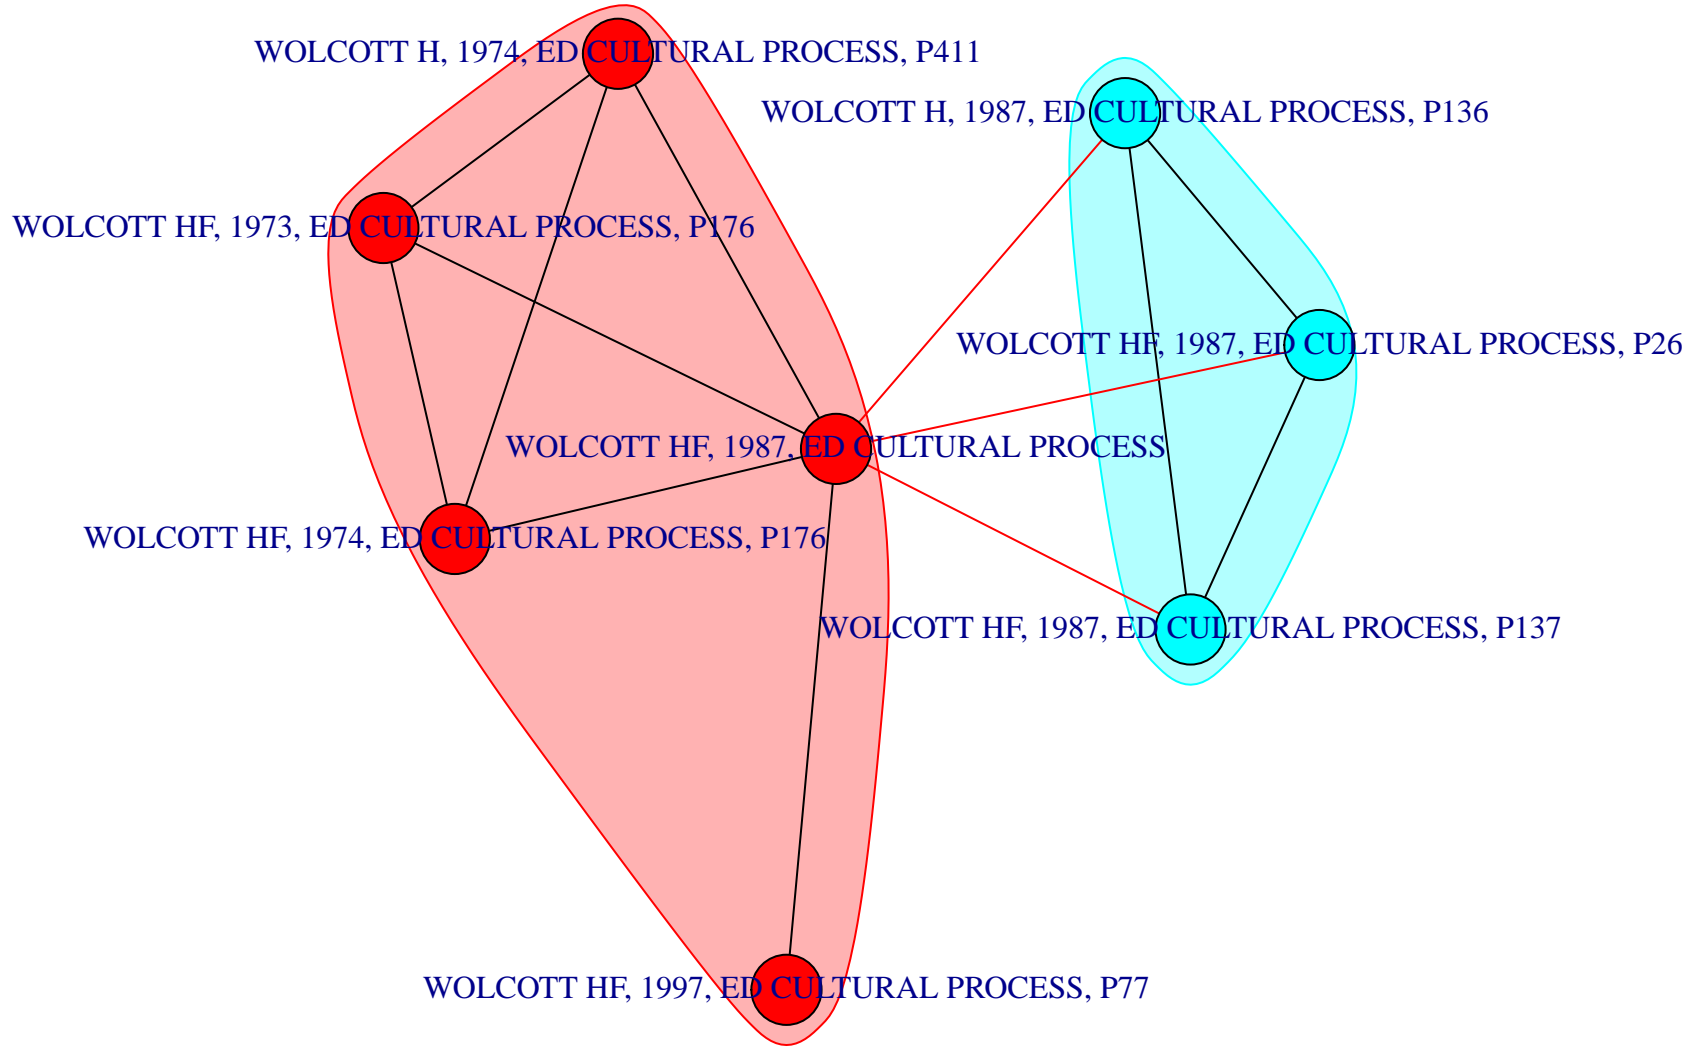 WOLCOTT H, 1974, ED CULTURAL PROCESS, P411
WOLCOTT H, 1987, ED CULTURAL PROCESS, P136
WOLCOTT HF, 1973, ED CULTURAL PROCESS, P176
WOLCOTT HF, 1987, ED CULTURAL PROCESS, P26
WOLCOTT HF, 1987, ED CULTURAL PROCESS
WOLCOTT HF, 1974, ED CULTURAL PROCESS, P176
WOLCOTT HF, 1987, ED CULTURAL PROCESS, P137
WOLCOTT HF, 1997, ED CULTURAL PROCESS, P77